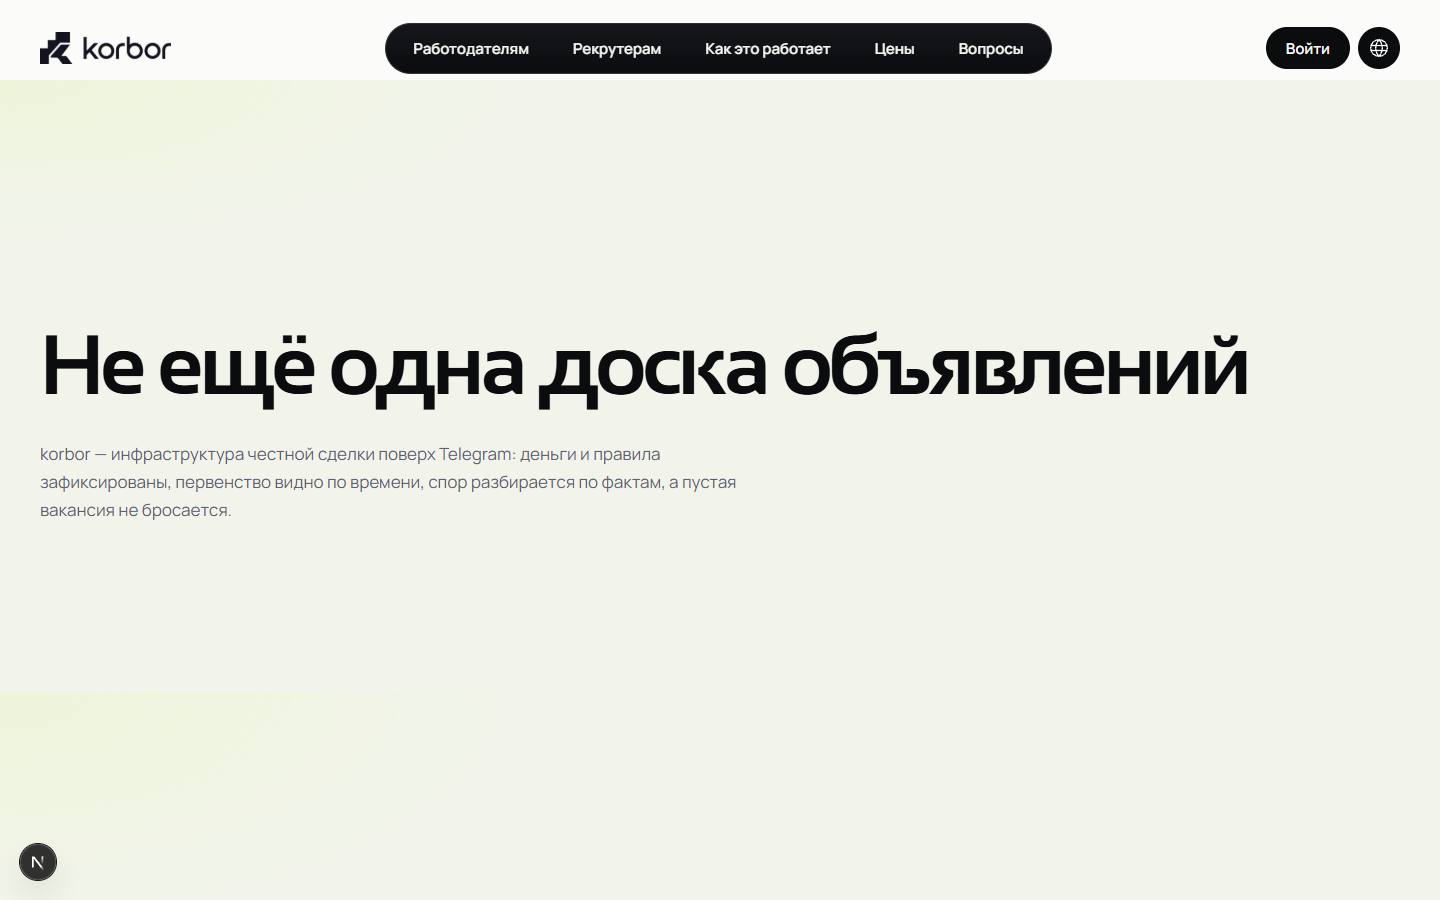 korbor
Работодателям
Рекрутерам
Как это работает
Цены
Вопросы
Войти
Не ещё одна доска объявлений
korbor — инфраструктура честной сделки поверх Telegram: деньги и правила
зафиксированы, первенство видно по времени, спор разбирается по фактам, а пустая
вакансия не бросается.
N